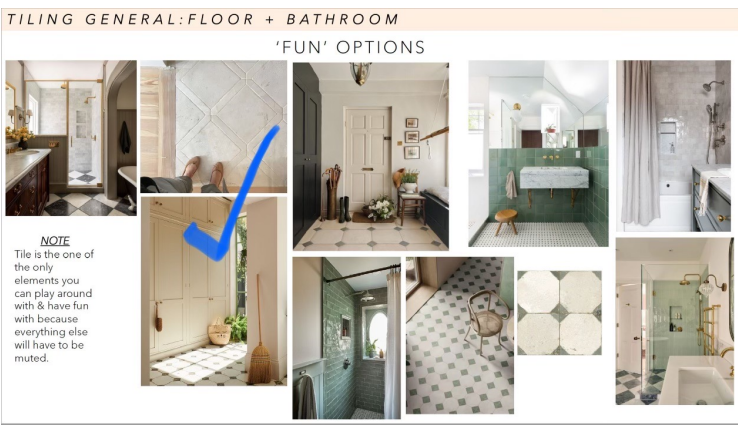 TILING GENERAL:FLOOR + BATHROOM
'FUN' OPTIONS
NOTE
Tile is the one of
the only
elements you
can play around
with & have fun
with because
everything else
will have to be
muted.